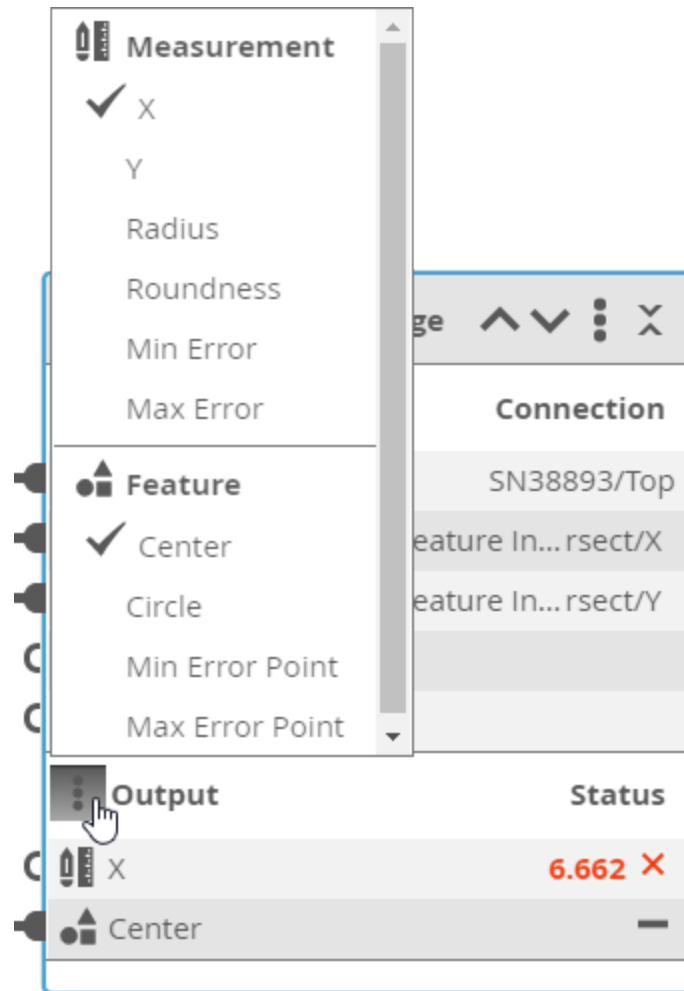 Measurement
X
Y
Radius
Roundness
Min Error
Max Error
Feature
Center
Circle
Min Error Point
Max Error Point
ge
Connection
SN38893/Top
eature In...rsect/X
eature In...rsect/Y
Output Status
X 6.662
Center